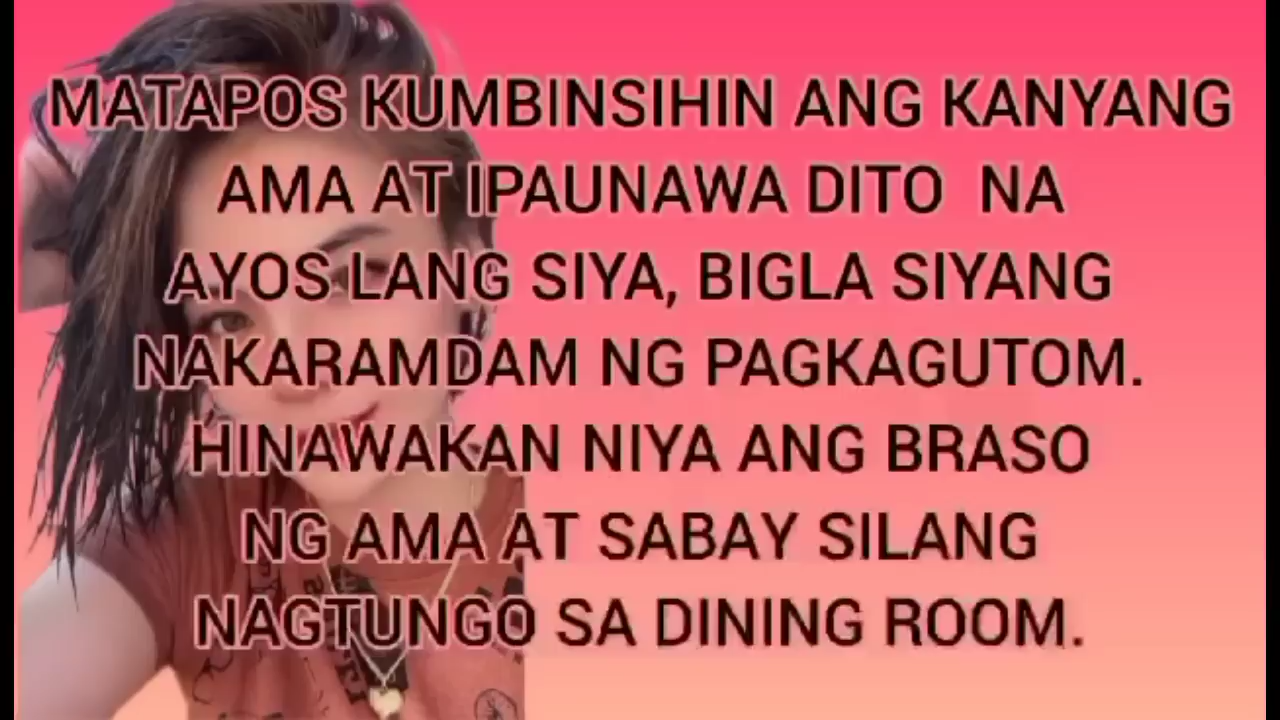 MATAPOS KUMBINSIHIN ANG KANYANG
AMA AT IPAUNAWA DITO NA
AYOS LANG SIYA, BIGLA SIYANG
NAKARAMDAM NG PAGKAGUTOM.
HINAWAKAN NIYA ANG BRASO
NG AMA AT SABAY SILANG
NAGTUNGO SA DINING ROOM.